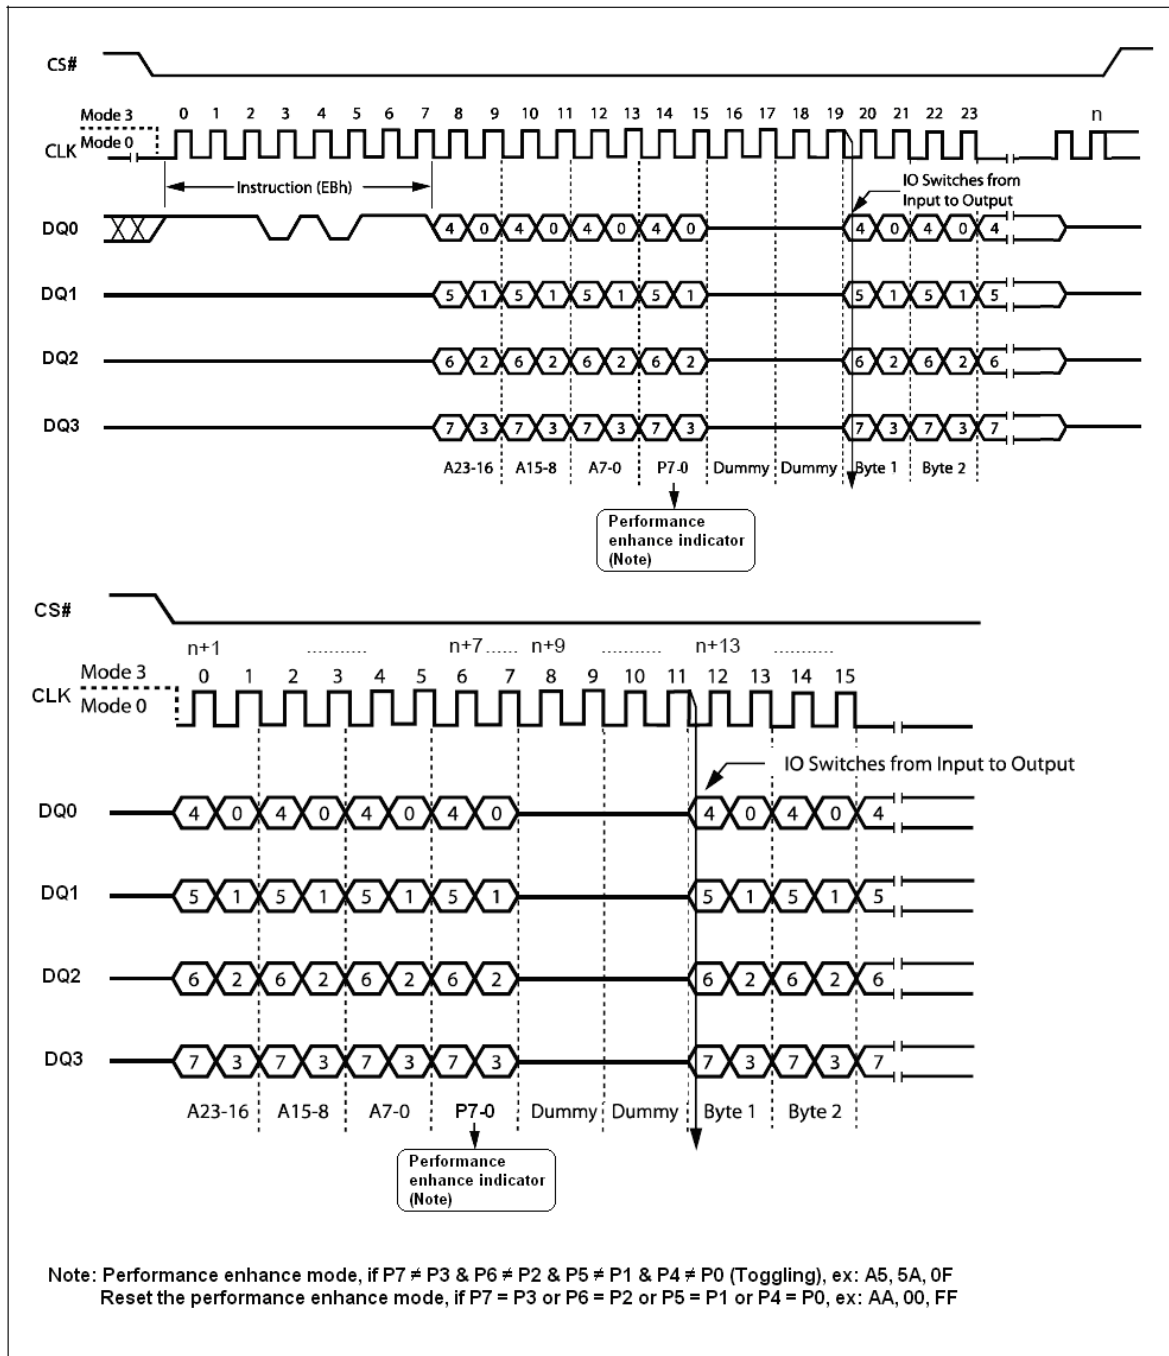 CS#
Mode 3
0 1 2 3 4 5 6 7 8 9 10 11 12 13 14 15 16 17 18 19 20 21 22 23 n
CLK Mode 0
Instruction (EBh)
IO Switches from
Input to Output
DQ0 4 0 4 0 4 0 4 0 4 0 4 0 4
DQ1 5 1 5 1 5 1 5 1 5 1 5 1 5
DQ2 6 2 6 2 6 2 6 2 6 2 6 2 6
DQ3 7 3 7 3 7 3 7 3 7 3 7 3 7
A23-16 A15-8 A7-0 P7-0 Dummy Dummy Byte 1 Byte 2
Performance
enhance indicator
(Note)
CS#
n+1 ........... n+7 ...... n+9 ........... n+13 ...........
Mode 3 0 1 2 3 4 5 6 7 8 9 10 11 12 13 14 15
CLK Mode 0
IO Switches from Input to Output
DQ0 4 0 4 0 4 0 4 0 4 0 4 0 4
DQ1 5 1 5 1 5 1 5 1 5 1 5 1 5
DQ2 6 2 6 2 6 2 6 2 6 2 6 2 6
DQ3 7 3 7 3 7 3 7 3 7 3 7 3 7
A23-16 A15-8 A7-0 P7-0 Dummy Dummy Byte 1 Byte 2
Performance
enhance indicator
(Note)
Note: Performance enhance mode, if P7 ≠ P3 & P6 ≠ P2 & P5 ≠ P1 & P4 ≠ P0 (Toggling), ex: A5, 5A, 0F
Reset the performance enhance mode, if P7 = P3 or P6 = P2 or P5 = P1 or P4 = P0, ex: AA, 00, FF